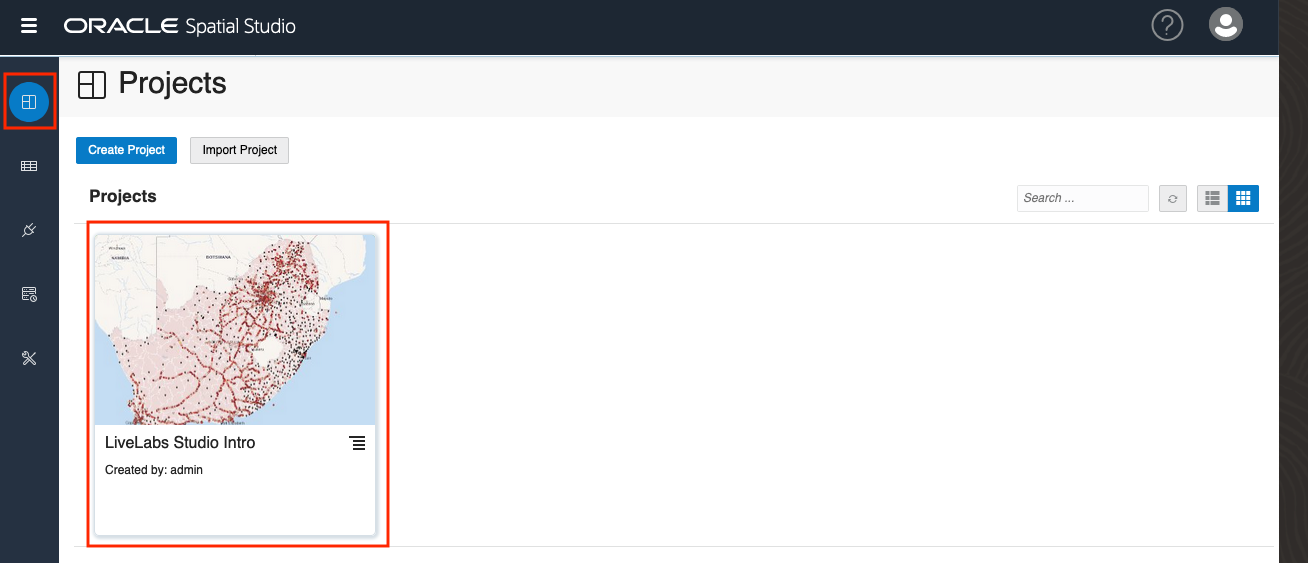 ORACLE Spatial Studio
?
Projects
Create Project
Import Project
Projects
Search ...
NAMIBIA
BOTSWANA
LiveLabs Studio Intro
Created by: admin